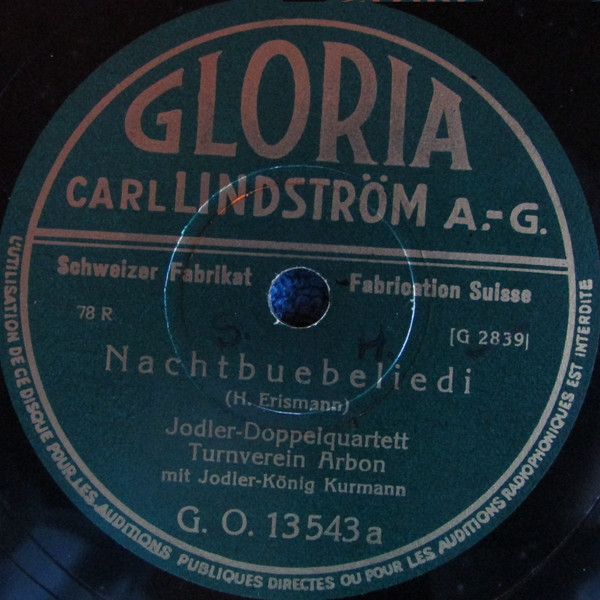 GLORIA
CARL LINDSTRÖM A.-G.
Schweizer Fabrikat Fabrication Suisse
78 R
[G 2839]
Nachtbuebeliedi
(H. Erismann)
Jodler-Doppelquartett
Turnverein Arbon
mit Jodler-König Kurmann
G. O. 13543a
L'UTILISATION DE CE DISQUE POUR LES AUDITIONS PUBLIQUES DIRECTES OU POUR LES AUDITIONS RADIOPHONIQUES EST INTERDITE